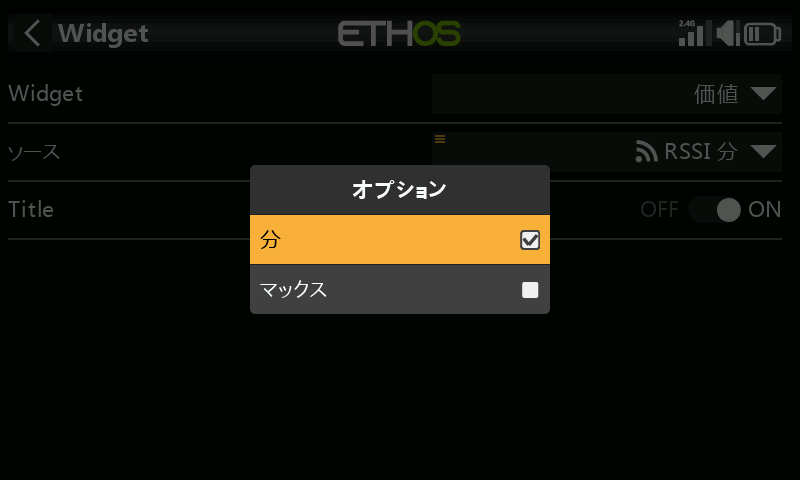 Widget
ETHOS
2.4G
Widget
価値
ソース
RSSI 分
Title
OFF
ON
オプション
分
マックス